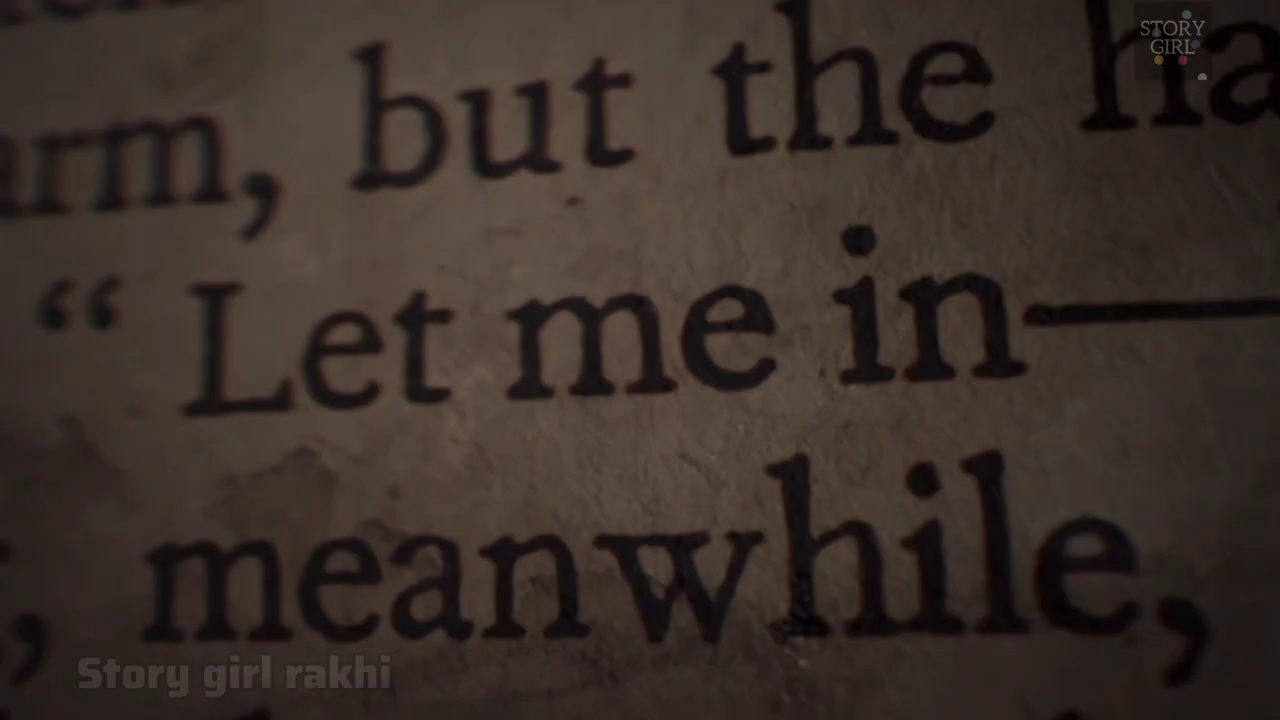 but the
STORY
GIRL
“ Let me in—
meanwhile,
Story girl rakhi